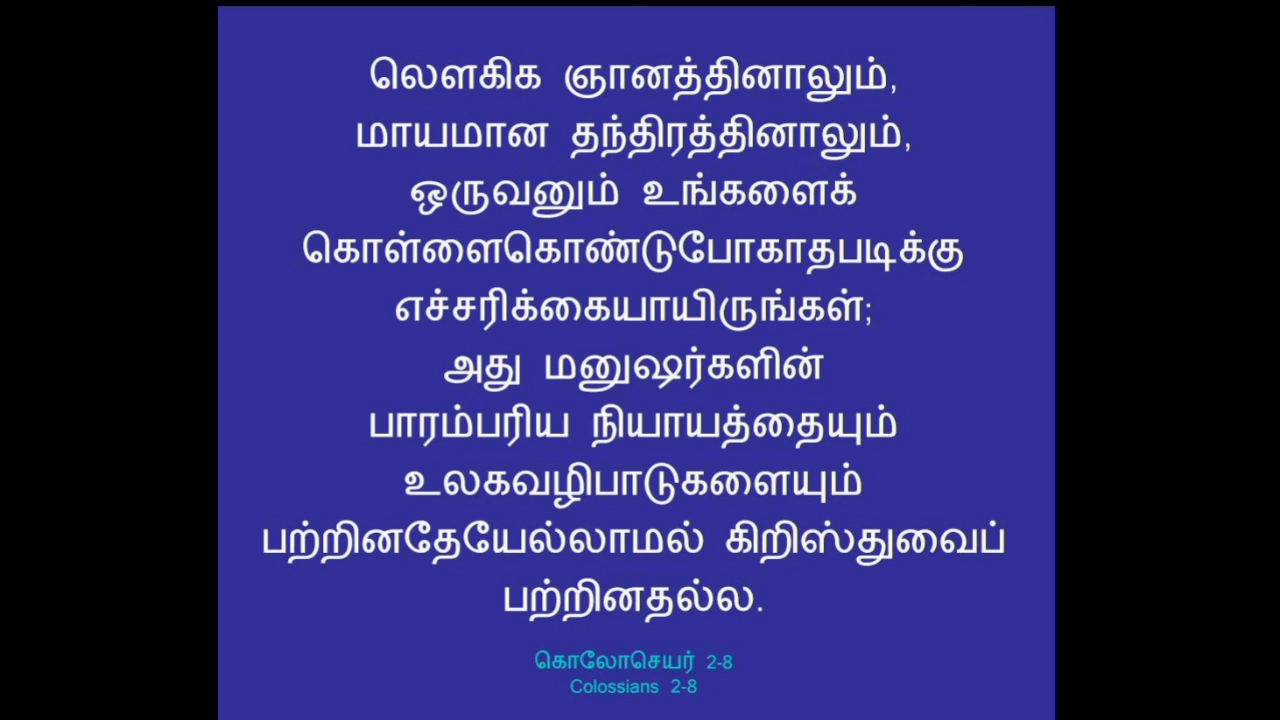 லௌகிக ஞானத்தினாலும்,
மாயமான தந்திரத்தினாலும்,
ஒருவனும் உங்களைக்
கொள்ளைகொண்டுபோகாதபடிக்கு
எச்சரிக்கையாயிருங்கள்;
அது மனுஷர்களின்
பாரம்பரிய நியாயத்தையும்
உலகவழிபாடுகளையும்
பற்றினதேயேல்லாமல் கிறிஸ்துவைப்
பற்றினதல்ல.
கொலோசெயர் 2-8
Colossians 2-8